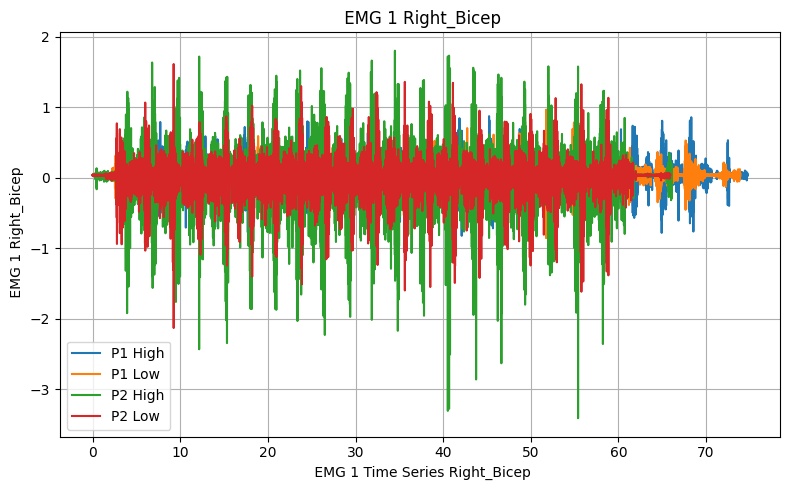 EMG 1 Right_Bicep
EMG 1 Right_Bicep
2
1
0
−1
−2
−3
P1 High
P1 Low
P2 High
P2 Low
0 10 20 30 40 50 60 70
EMG 1 Time Series Right_Bicep